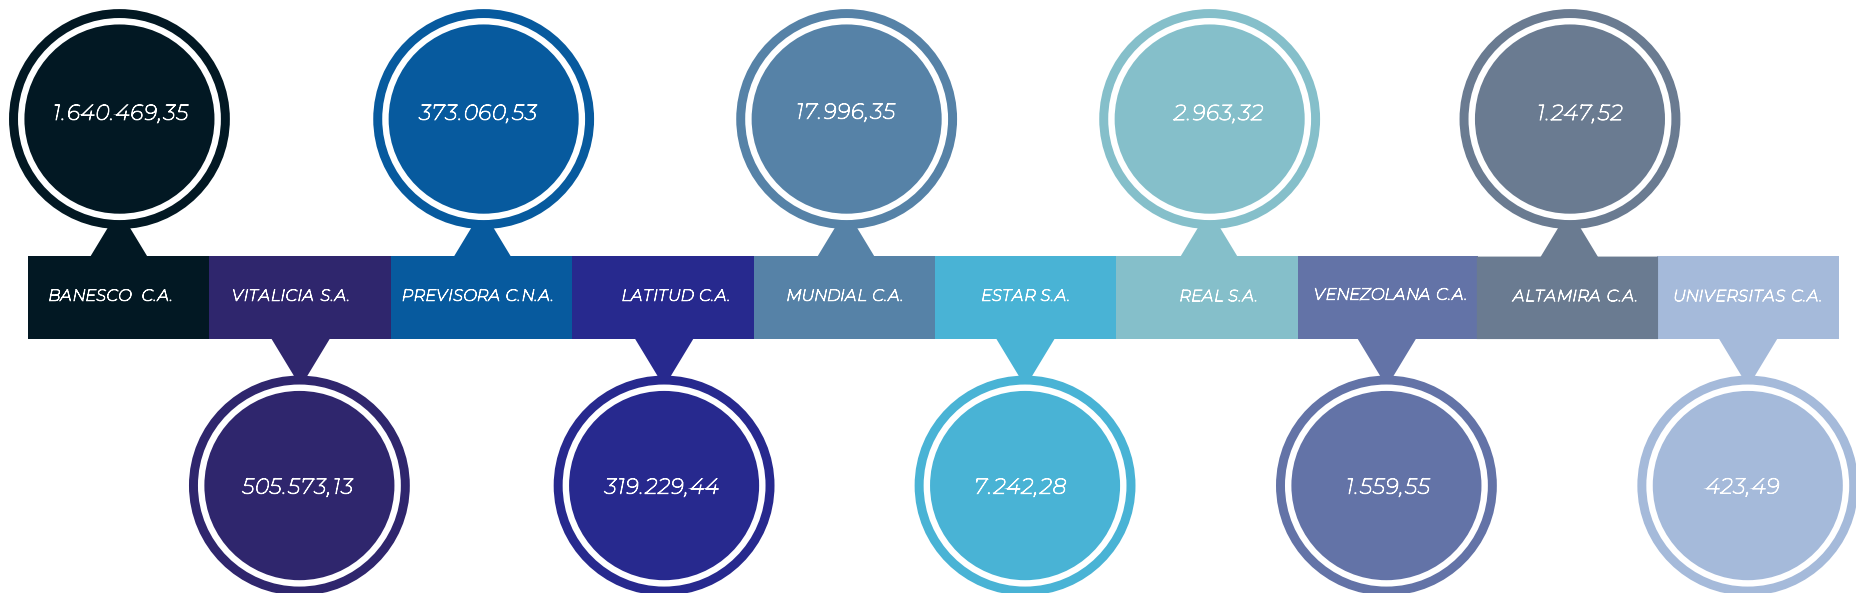 1.640.469,35
373.060,53
17.996,35
2.963,32
1.247,52
BANESCO C.A.
VITALICIA S.A.
PREVISORA C.N.A.
LATITUD C.A.
MUNDIAL C.A.
ESTAR S.A.
REAL S.A.
VENEZOLANA C.A.
ALTAMIRA C.A.
UNIVERSITAS C.A.
505.573,13
319.229,44
7.242,28
1.559,55
423,49